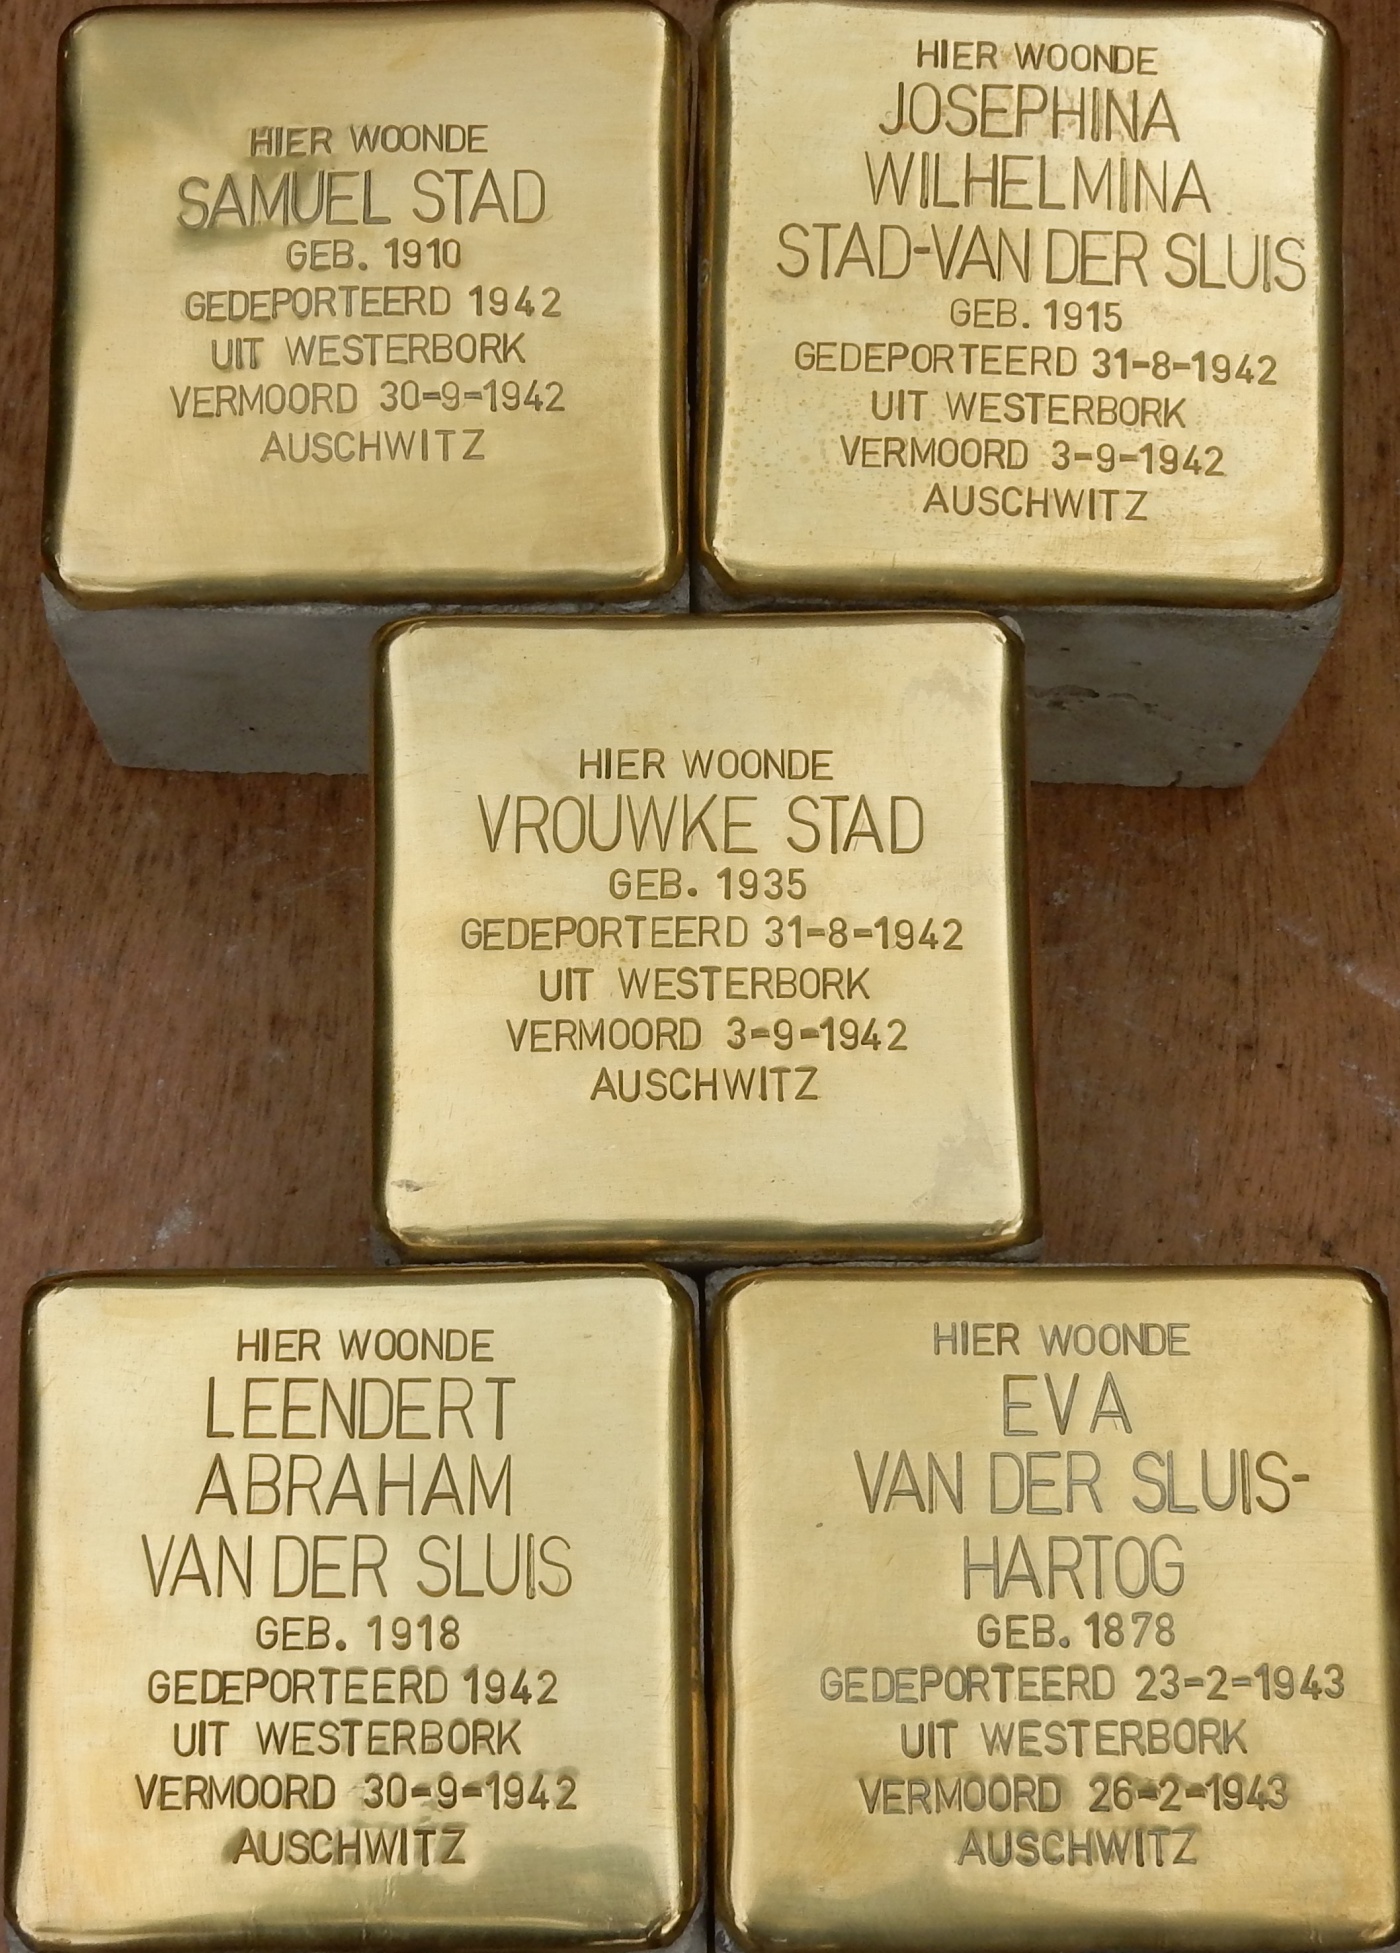 HIER WOONDE
SAMUEL STAD
GEB. 1910
GEDEPORTEERD 1942
UIT WESTERBORK
VERMOORD 30-9-1942
AUSCHWITZ
HIER WOONDE
JOSEPHINA
WILHELMINA
STAD-VAN DER SLUIS
GEB. 1915
GEDEPORTEERD 31-8-1942
UIT WESTERBORK
VERMOORD 3-9-1942
AUSCHWITZ
HIER WOONDE
VROUWKE STAD
GEB. 1935
GEDEPORTEERD 31-8-1942
UIT WESTERBORK
VERMOORD 3-9-1942
AUSCHWITZ
HIER WOONDE
LEENDERT
ABRAHAM
VAN DER SLUIS
GEB. 1918
GEDEPORTEERD 1942
UIT WESTERBORK
VERMOORD 30-9-1942
AUSCHWITZ
HIER WOONDE
EVA
VAN DER SLUIS-
HARTOG
GEB. 1878
GEDEPORTEERD 23-2-1943
UIT WESTERBORK
VERMOORD 26-2-1943
AUSCHWITZ